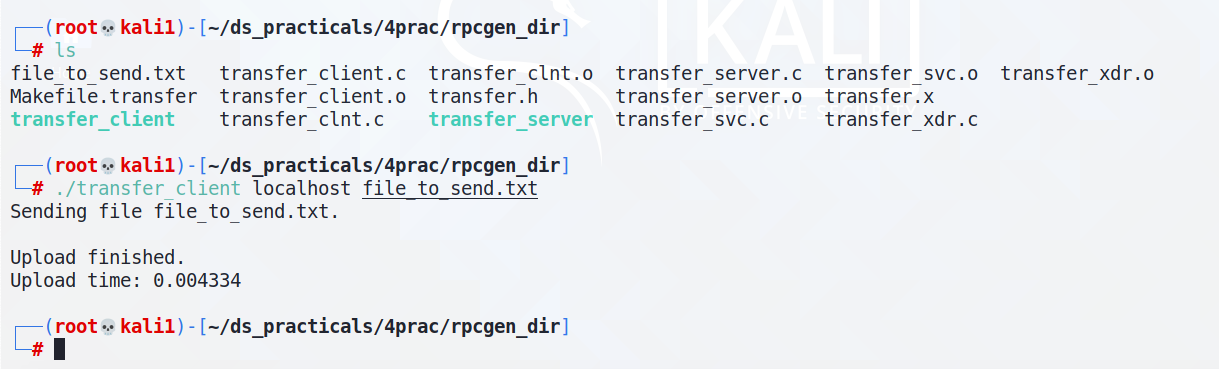 (root💀kali1)-[~/ds_practicals/4prac/rpcgen_dir]
# ls
file_to_send.txt   transfer_client.c  transfer_clnt.o  transfer_server.c  transfer_svc.o  transfer_xdr.o
Makefile.transfer  transfer_client.o  transfer.h       transfer_server.o  transfer.x
transfer_client    transfer_clnt.c    transfer_server  transfer_svc.c     transfer_xdr.c
(root💀kali1)-[~/ds_practicals/4prac/rpcgen_dir]
# ./transfer_client localhost file_to_send.txt
Sending file file_to_send.txt.
Upload finished.
Upload time: 0.004334
(root💀kali1)-[~/ds_practicals/4prac/rpcgen_dir]
#
KALI